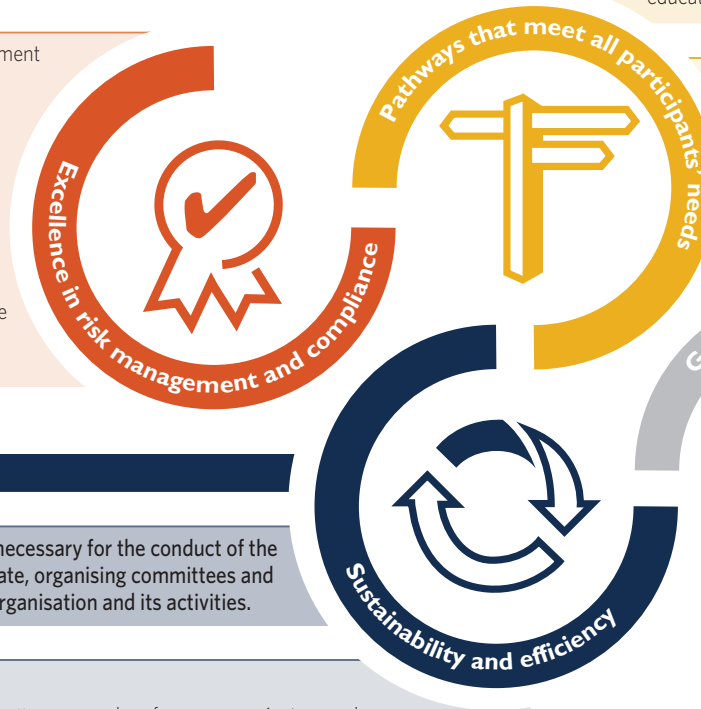 ment
Pathways that meet all participants' needs
Excellence in risk management and compliance
e
G
necessary for the conduct of the
ate, organising committees and
rganisation and its activities.
Sustainability and efficiency